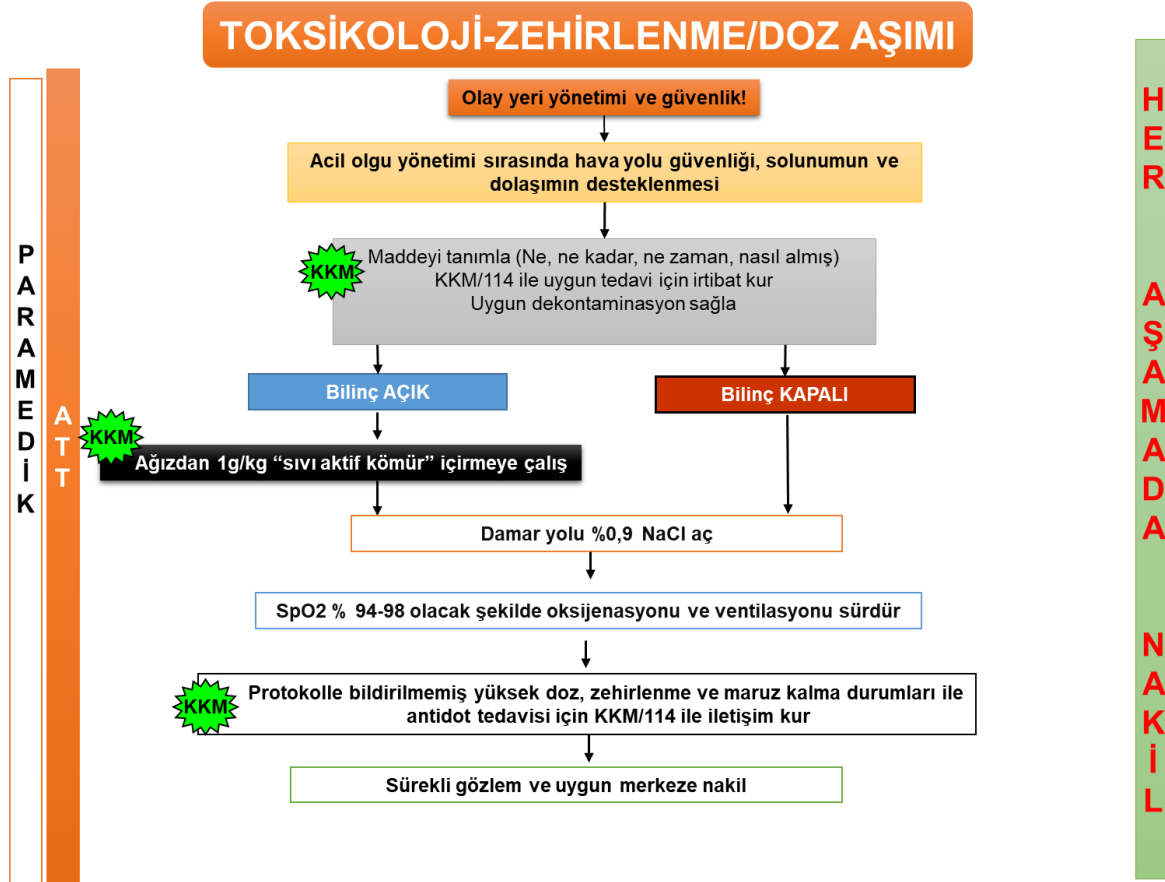 TOKSİKOLOJİ-ZEHİRLENME/DOZ AŞIMI
Olay yeri yönetimi ve güvenlik!
Acil olgu yönetimi sırasında hava yolu güvenliği, solunumun ve
dolaşımın desteklenmesi
KKM
Maddeyi tanımla (Ne, ne kadar, ne zaman, nasıl almış)
KKM/114 ile uygun tedavi için irtibat kur
Uygun dekontaminasyon sağla
Bilinç AÇIK
Bilinç KAPALI
KKM
Ağızdan 1g/kg “sıvı aktif kömür” içirmeye çalış
Damar yolu %0,9 NaCl aç
SpO2 % 94-98 olacak şekilde oksijenasyonu ve ventilasyonu sürdür
KKM
Protokolle bildirilmemiş yüksek doz, zehirlenme ve maruz kalma durumları ile
antidot tedavisi için KKM/114 ile iletişim kur
Sürekli gözlem ve uygun merkeze nakil
PARAMEDİK
ATT
HER AŞAMADA NAKİL